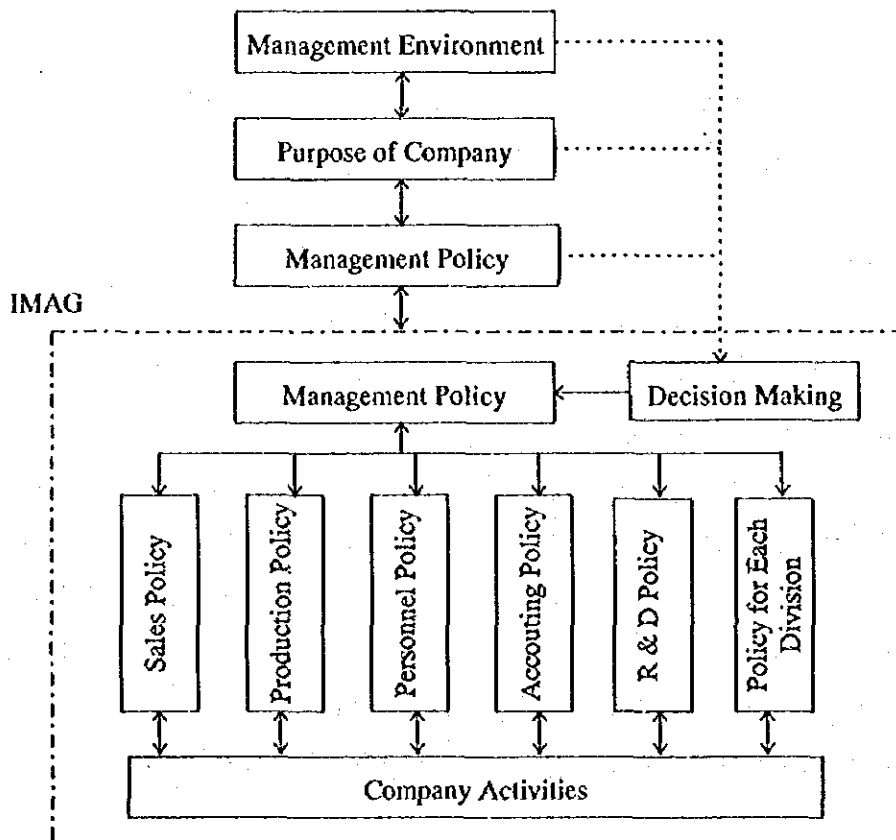 Management Environment
Purpose of Company
Management Policy
IMAG
Management Policy
Decision Making
Sales Policy
Production Policy
Personnel Policy
Accouting Policy
R & D Policy
Policy for Each
Division
Company Activities